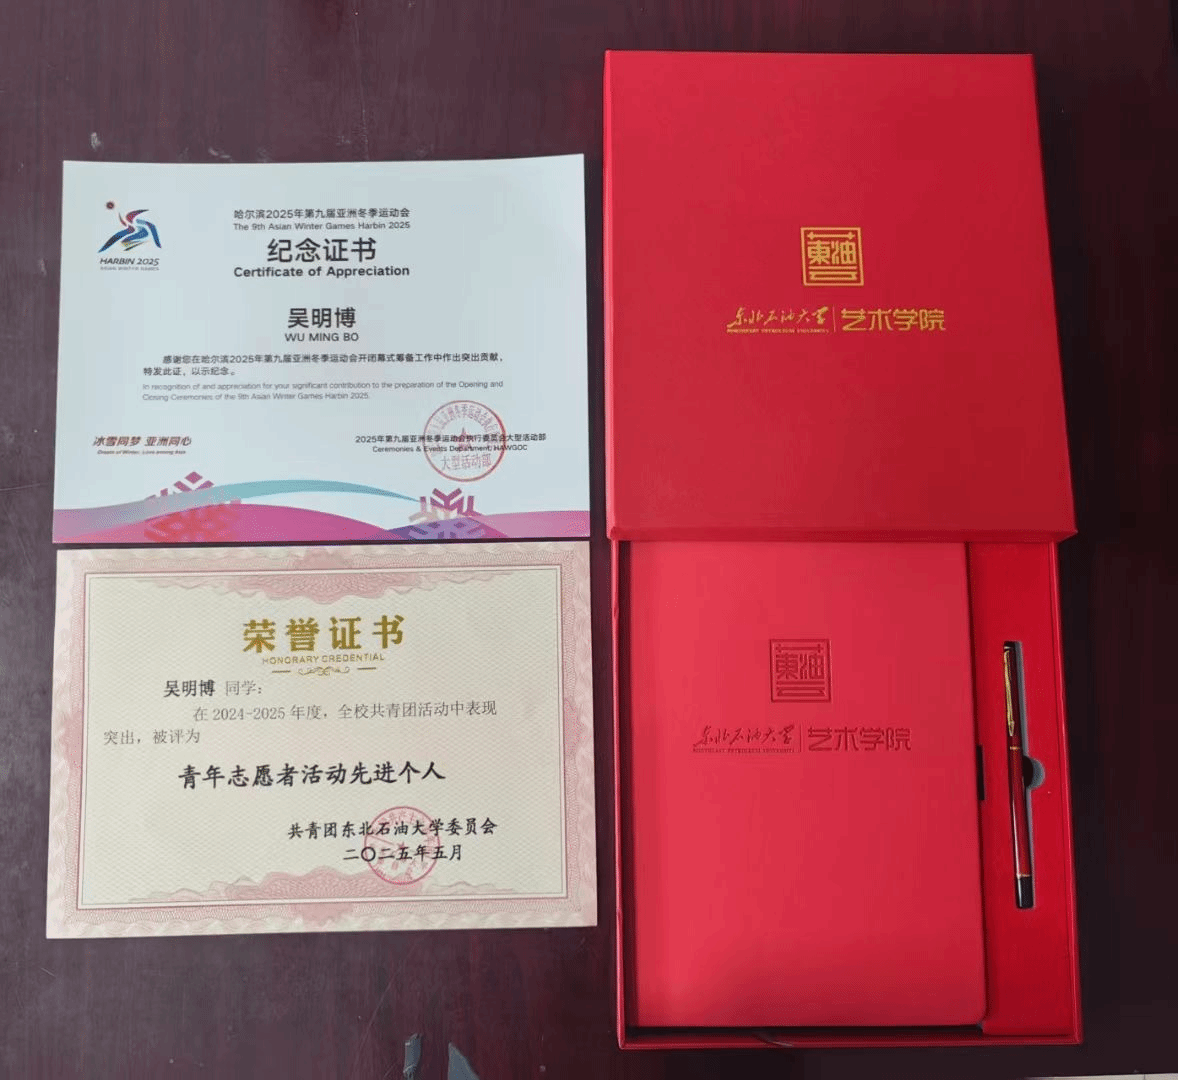 HARBIN 2025
ASIAN WINTER GAMES
哈尔滨2025年第九届亚洲冬季运动会
The 9th Asian Winter Games Harbin 2025
纪念证书
Certificate of Appreciation
吴明博
WU MING BO
感谢您在哈尔滨2025年第九届亚洲冬季运动会开闭幕式筹备工作中作出突出贡献，
特发此证，以示纪念。
In recognition of and appreciation for your significant contribution to the preparation of the Opening and
Closing Ceremonies of the 9th Asian Winter Games Harbin 2025.
冰雪同梦 亚洲同心
Dream of Winter, Love among Asia
2025年第九届亚洲冬季运动会执行委员会大型活动部
Ceremonies & Events Department, HAWGOC
大型活动部
荣誉证书
HONORARY CREDENTIAL
吴明博 同学：
在 2024-2025 年度，全校共青团活动中表现
突出，被评为
青年志愿者活动先进个人
共青团东北石油大学委员会
二〇二五年五月
東油
东北石油大学 艺术学院
NORTHEAST PETROLEUM UNIVERSITY
東油
东北石油大学 艺术学院
NORTHEAST PETROLEUM UNIVERSITY